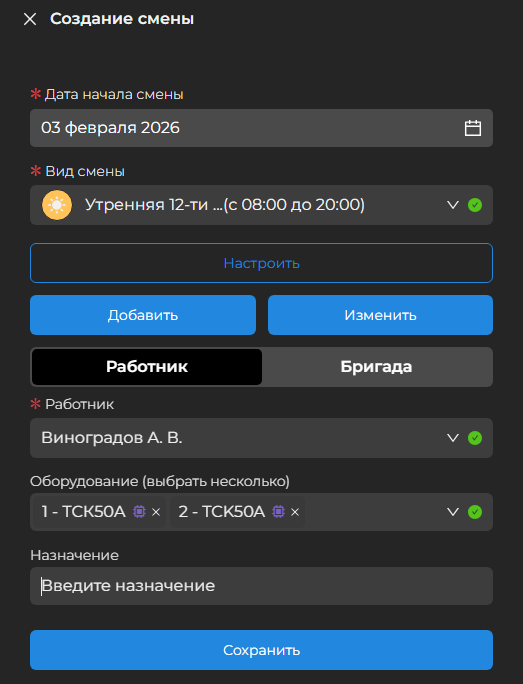 Создание смены
* Дата начала смены
03 февраля 2026
* Вид смены
Утренняя 12-ти ...(с 08:00 до 20:00)
Настроить
Добавить Изменить
Работник Бригада
* Работник
Виноградов А. В.
Оборудование (выбрать несколько)
1 - ТСК50А 2 - ТСК50А
Назначение
Введите назначение
Сохранить